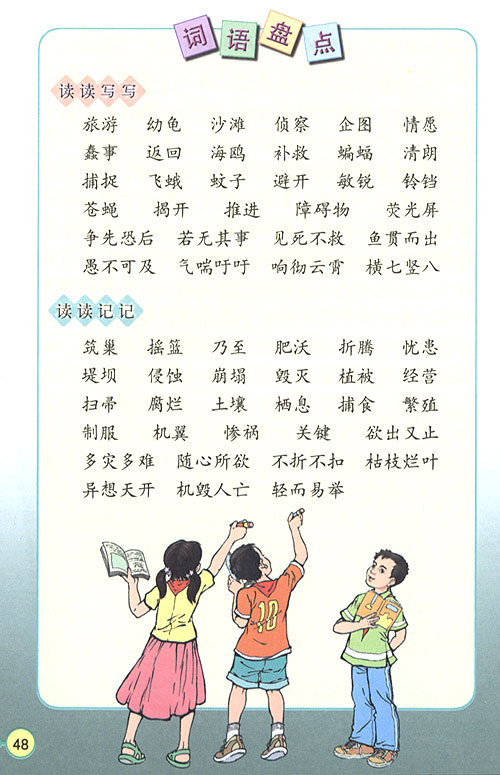 词语盘点
读读写写
旅游 幼龟 沙滩 侦察 企图 情愿
蠢事 返回 海鸥 补救 蝙蝠 清朗
捕捉 飞蛾 蚊子 避开 敏锐 铃铛
苍蝇 揭开 推进 障碍物 荧光屏
争先恐后 若无其事 见死不救 鱼贯而出
愚不可及 气喘吁吁 响彻云霄 横七竖八
读读记记
筑巢 摇篮 乃至 肥沃 折腾 忧患
堤坝 侵蚀 崩塌 毁灭 植被 经营
扫帚 腐烂 土壤 栖息 捕食 繁殖
制服 机翼 惨祸 关键 欲出又止
多灾多难 随心所欲 不折不扣 枯枝烂叶
异想天开 机毁人亡 轻而易举
10
48